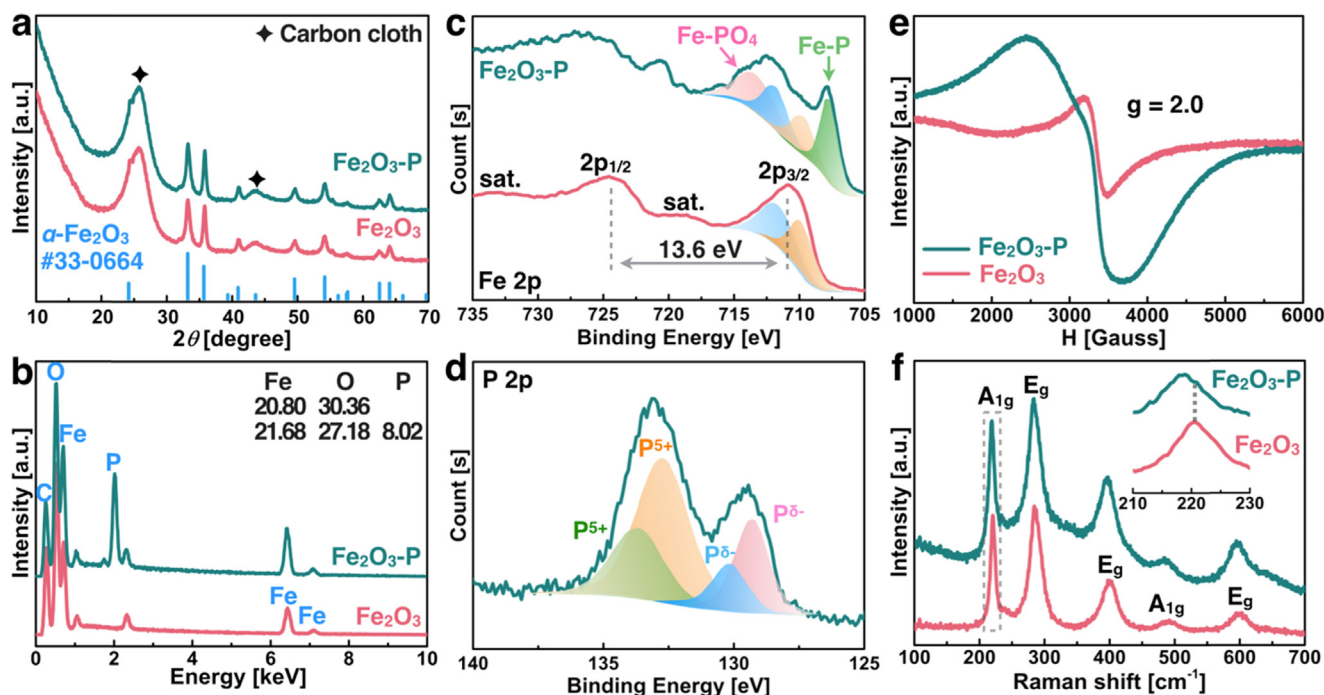 a
✦ Carbon cloth
Fe₂O₃-P
Fe₂O₃
α-Fe₂O₃
#33-0664
Intensity [a.u.]
10 20 30 40 50 60 70
2θ [degree]
b
O
Fe
C
P
Fe O P
20.80 30.36
21.68 27.18 8.02
Fe₂O₃-P
Fe
Fe
Fe₂O₃
Intensity [a.u.]
0 2 4 6 8 10
Energy [keV]
c
Fe-PO₄
Fe-P
Fe₂O₃-P
2p₁/₂
2p₃/₂
sat.
sat.
13.6 eV
Fe 2p
Count [s]
735 730 725 720 715 710 705
Binding Energy [eV]
d
P 2p
P⁵⁺
P⁵⁺
Pᵟ⁻
Pᵟ⁻
Count [s]
140 135 130 125
Binding Energy [eV]
e
g = 2.0
Fe₂O₃-P
Fe₂O₃
Intensity [a.u.]
1000 2000 3000 4000 5000 6000
H [Gauss]
f
A₁g
Eg
Fe₂O₃-P
Fe₂O₃
210 220 230
Eg
A₁g
Eg
Intensity [a.u.]
100 200 300 400 500 600 700
Raman shift [cm⁻¹]